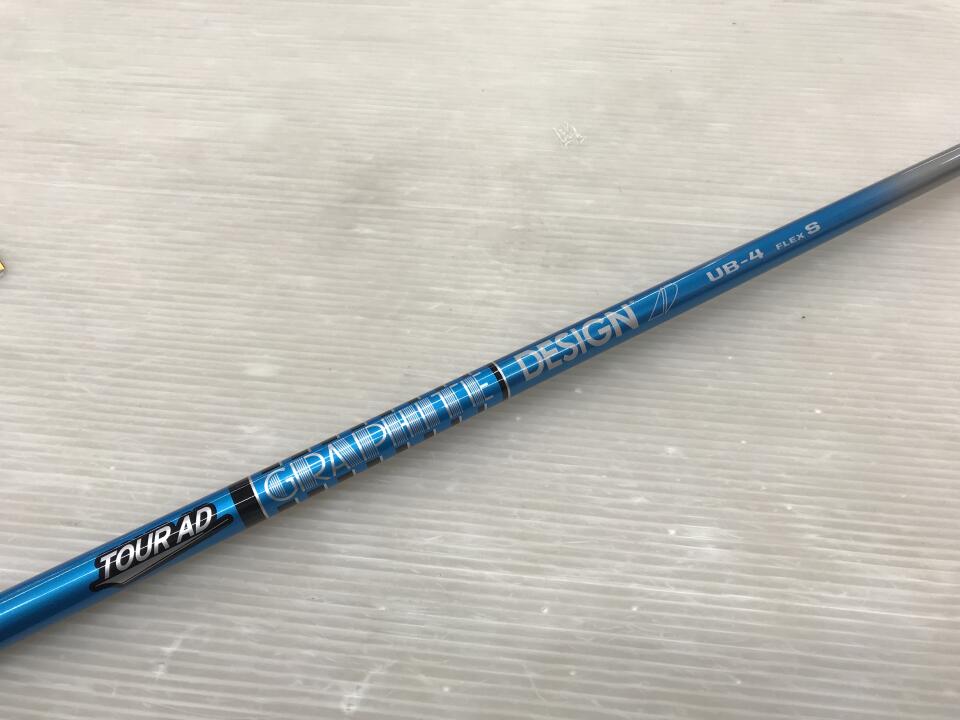 TOUR AD
GRAPHITE DESIGN
UB-4 FLEX S